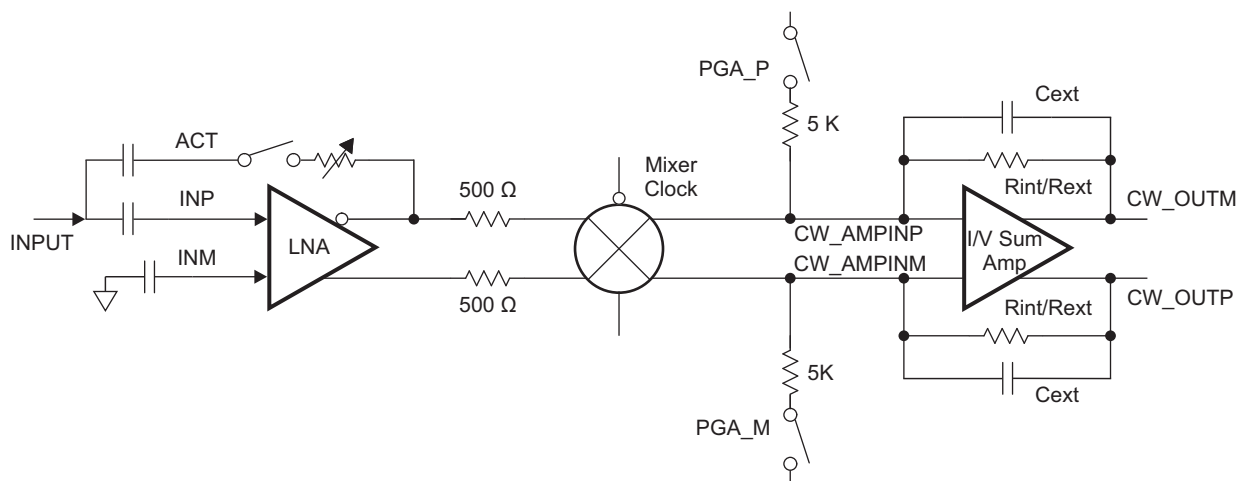 PGA_P
5 K
Cext
ACT
Mixer
Clock
Rint/Rext
500 Ω
INP
CW_OUTM
INPUT
LNA
CW_AMPINP
I/V Sum
Amp
INM
CW_AMPINM
500 Ω
Rint/Rext
CW_OUTP
5K
Cext
PGA_M